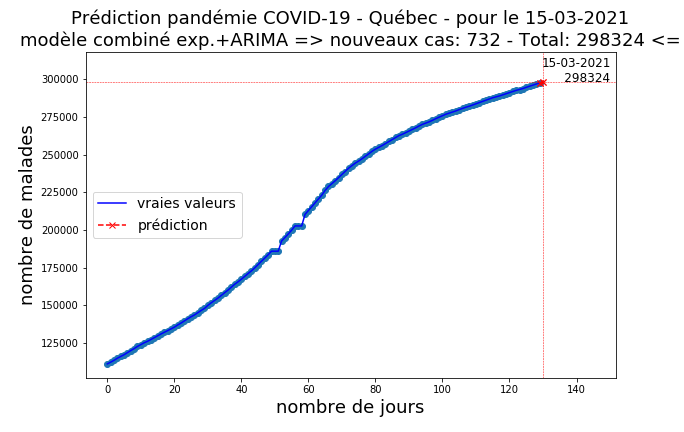 Prédiction pandémie COVID-19 - Québec - pour le 15-03-2021
modèle combiné exp.+ARIMA => nouveaux cas: 732 - Total: 298324 <=
15-03-2021
298324
300000
275000
250000
225000
200000
175000
150000
125000
nombre de malades
vraies valeurs
prédiction
0 20 40 60 80 100 120 140
nombre de jours